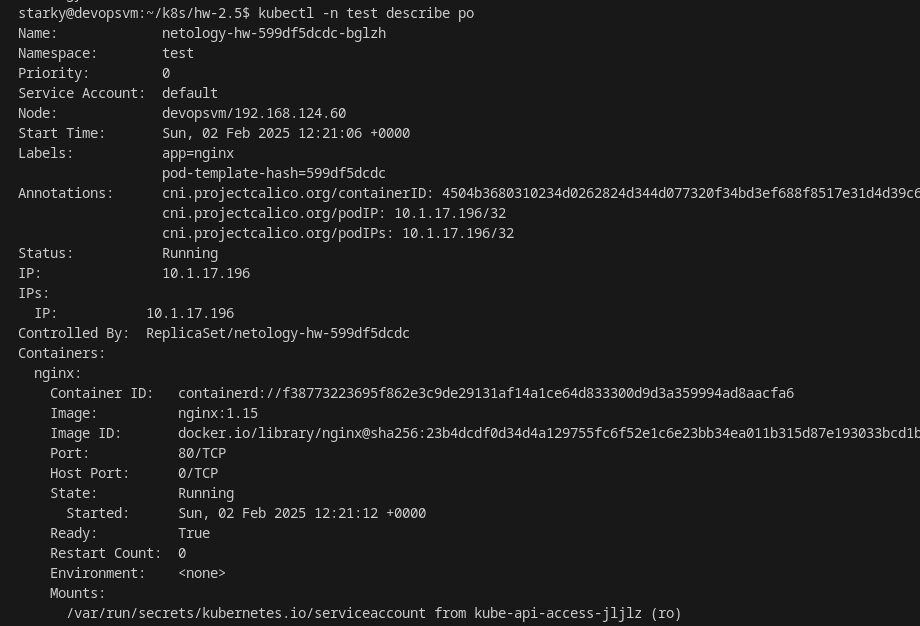 starky@devopsvm:~/k8s/hw-2.5$ kubectl -n test describe po
Name:             netology-hw-599df5dcdc-bglzh
Namespace:        test
Priority:         0
Service Account:  default
Node:             devopsvm/192.168.124.60
Start Time:       Sun, 02 Feb 2025 12:21:06 +0000
Labels:           app=nginx
                  pod-template-hash=599df5dcdc
Annotations:      cni.projectcalico.org/containerID: 4504b3680310234d0262824d344d077320f34bd3ef688f8517e31d4d39c6
                  cni.projectcalico.org/podIP: 10.1.17.196/32
                  cni.projectcalico.org/podIPs: 10.1.17.196/32
Status:           Running
IP:               10.1.17.196
IPs:
  IP:           10.1.17.196
Controlled By:  ReplicaSet/netology-hw-599df5dcdc
Containers:
  nginx:
    Container ID:   containerd://f38773223695f862e3c9de29131af14a1ce64d833300d9d3a359994ad8aacfa6
    Image:          nginx:1.15
    Image ID:       docker.io/library/nginx@sha256:23b4dcdf0d34d4a129755fc6f52e1c6e23bb34ea011b315d87e193033bcd1b
    Port:           80/TCP
    Host Port:      0/TCP
    State:          Running
      Started:      Sun, 02 Feb 2025 12:21:12 +0000
    Ready:          True
    Restart Count:  0
    Environment:    <none>
    Mounts:
      /var/run/secrets/kubernetes.io/serviceaccount from kube-api-access-jljlz (ro)